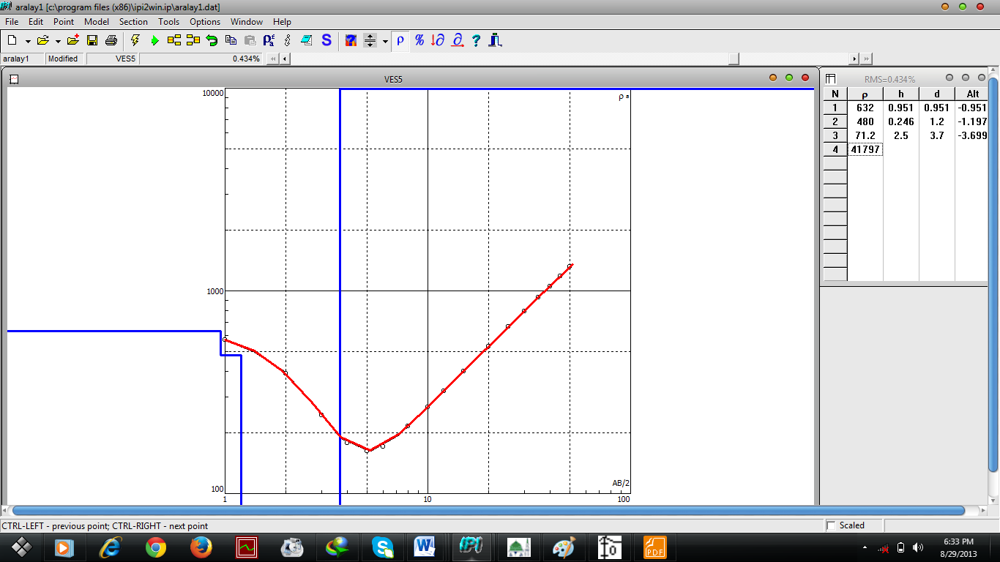 aralay1 [c:\program files (x86)\ipi2win.ip\aralay1.dat]
File Edit Point Model Section Tools Options Window Help
S ρ % ?
aralay1 Modified VES5 0.434%
VES5
RMS=0.434%
N ρ h d Alt
1 632 0.951 0.951 -0.951
2 480 0.246 1.2 -1.197
3 71.2 2.5 3.7 -3.699
4 41797
10000
ρ a
1000
100
AB/2
1 10 100
CTRL-LEFT - previous point; CTRL-RIGHT - next point
Scaled
IPI
PDF
6:33 PM
8/29/2013